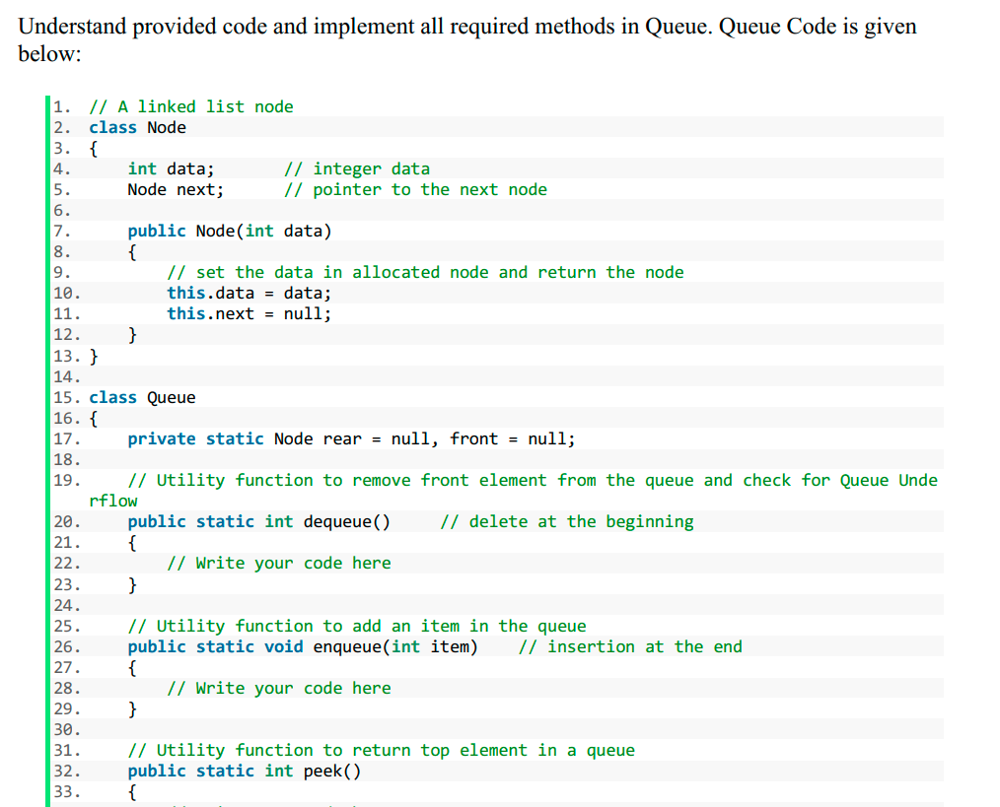 Understand provided code and implement all required methods in Queue. Queue Code is given
below:
1. // A linked list node
2. class Node
3. {
4.     int data;       // integer data
5.     Node next;      // pointer to the next node
6.
7.     public Node(int data)
8.     {
9.         // set the data in allocated node and return the node
10.         this.data = data;
11.         this.next = null;
12.     }
13. }
14.
15. class Queue
16. {
17.     private static Node rear = null, front = null;
18.
19.     // Utility function to remove front element from the queue and check for Queue Unde
rflow
20.     public static int dequeue()     // delete at the beginning
21.     {
22.         // Write your code here
23.     }
24.
25.     // Utility function to add an item in the queue
26.     public static void enqueue(int item)    // insertion at the end
27.     {
28.         // Write your code here
29.     }
30.
31.     // Utility function to return top element in a queue
32.     public static int peek()
33.     {